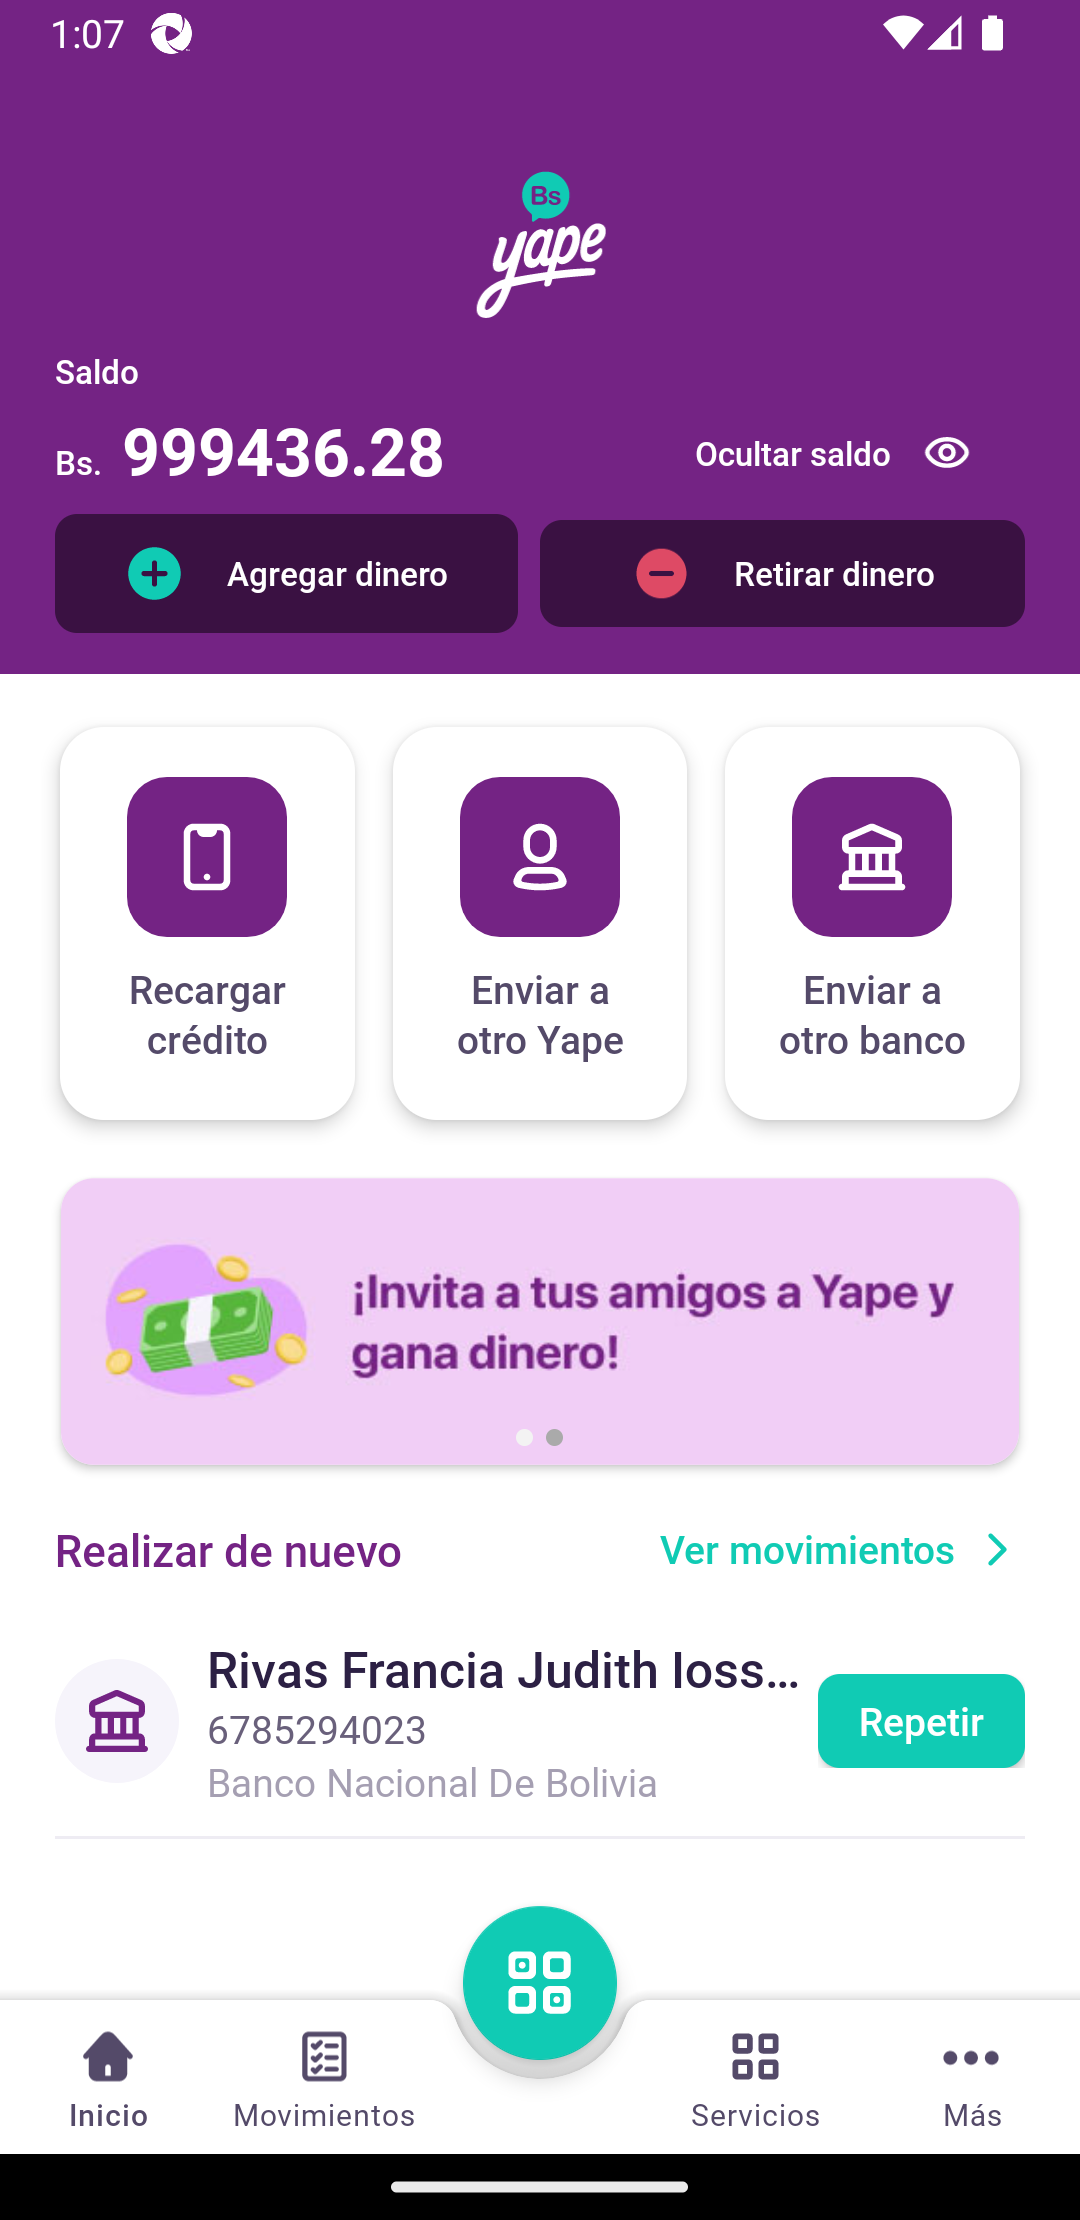 1:07
Bs
yape
Saldo
Bs. 999436.28
Ocultar saldo
Agregar dinero
Retirar dinero
Recargar
crédito
Enviar a
otro Yape
Enviar a
otro banco
¡Invita a tus amigos a Yape y
gana dinero!
Realizar de nuevo
Ver movimientos
Rivas Francia Judith Ioss...
6785294023
Banco Nacional De Bolivia
Repetir
Inicio
Movimientos
Servicios
Más